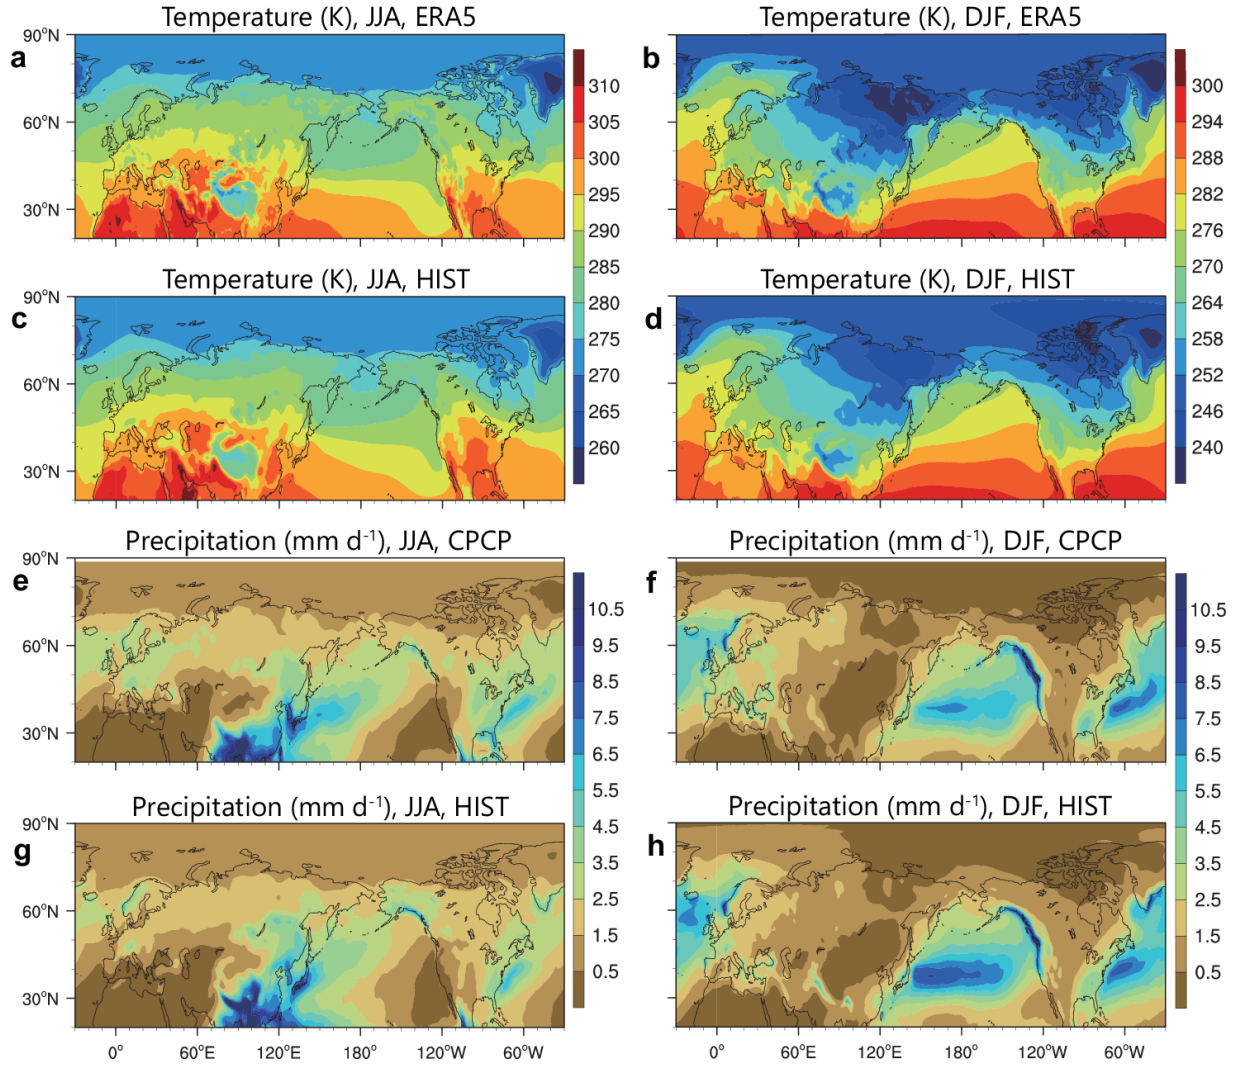 Temperature (K), JJA, ERA5
Temperature (K), DJF, ERA5
a
b
90°N
60°N
30°N
310
305
300
295
290
285
280
275
270
265
260
300
294
288
282
276
270
264
258
252
246
240
Temperature (K), JJA, HIST
Temperature (K), DJF, HIST
c
d
90°N
60°N
30°N
Precipitation (mm d-1), JJA, CPCP
Precipitation (mm d-1), DJF, CPCP
e
f
90°N
60°N
30°N
10.5
9.5
8.5
7.5
6.5
5.5
4.5
3.5
2.5
1.5
0.5
10.5
9.5
8.5
7.5
6.5
5.5
4.5
3.5
2.5
1.5
0.5
Precipitation (mm d-1), JJA, HIST
Precipitation (mm d-1), DJF, HIST
g
h
90°N
60°N
30°N
0° 60°E 120°E 180° 120°W 60°W
0° 60°E 120°E 180° 120°W 60°W